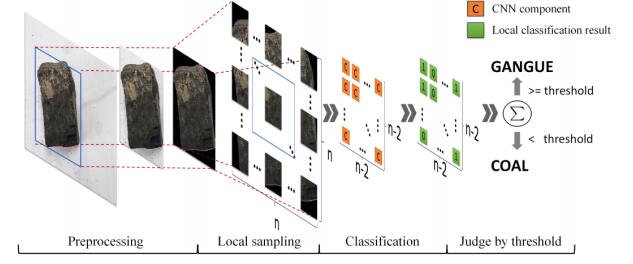 C CNN component
Local classification result
GANGUE
>= threshold
Σ
< threshold
COAL
n
n
C C C
C C
C C
n-2
n-2
1 0 1
1 0
0 1
n-2
n-2
Preprocessing Local sampling Classification Judge by threshold